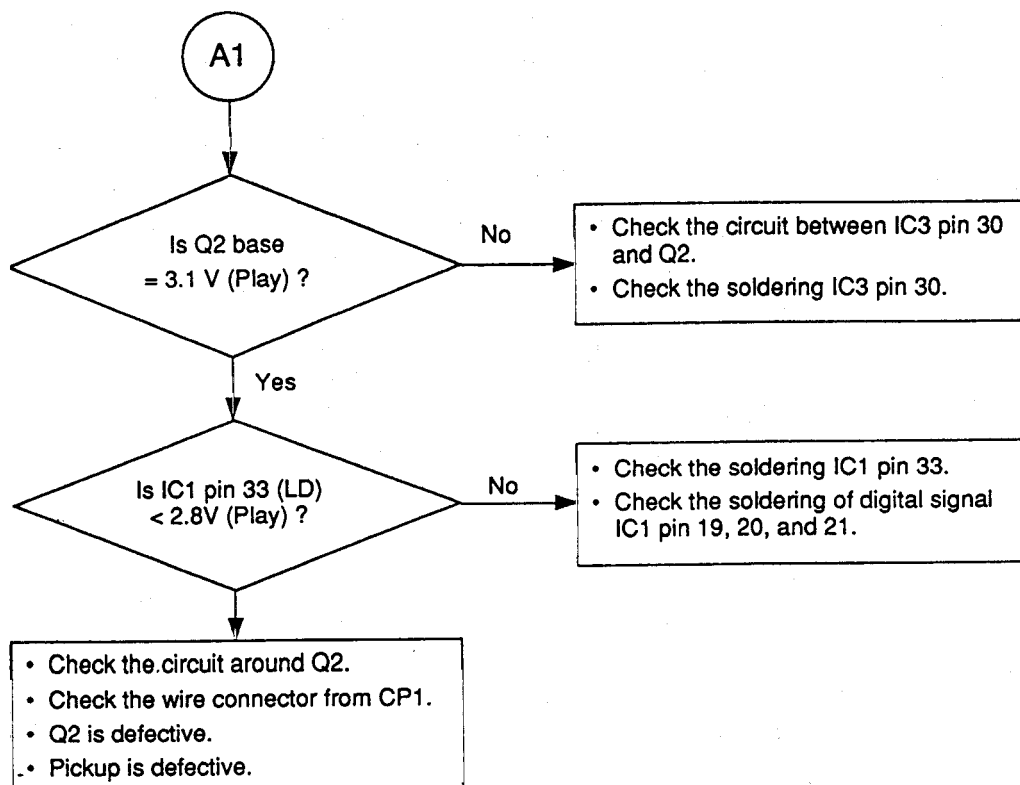 A1
Is Q2 base
= 3.1 V (Play) ?
No
• Check the circuit between IC3 pin 30
and Q2.
• Check the soldering IC3 pin 30.
Yes
Is IC1 pin 33 (LD)
< 2.8V (Play) ?
No
• Check the soldering IC1 pin 33.
• Check the soldering of digital signal
IC1 pin 19, 20, and 21.
• Check the circuit around Q2.
• Check the wire connector from CP1.
• Q2 is defective.
• Pickup is defective.